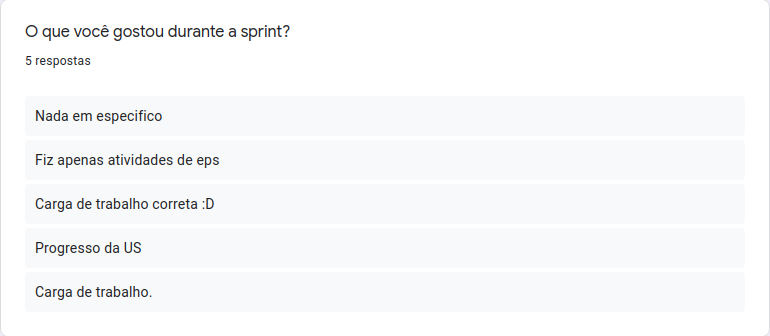 O que você gostou durante a sprint?
5 respostas
Nada em especifico
Fiz apenas atividades de eps
Carga de trabalho correta :D
Progresso da US
Carga de trabalho.